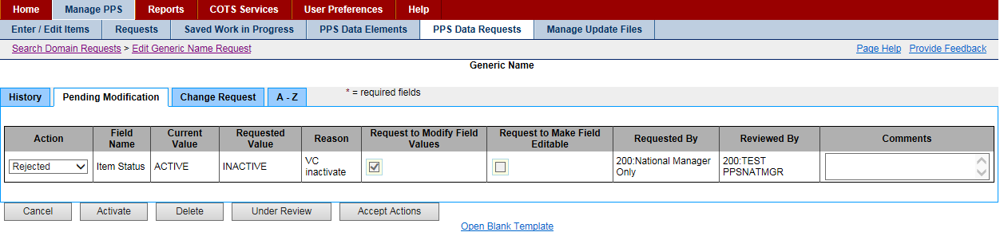 Home Manage PPS Reports COTS Services User Preferences Help
Enter / Edit Items Requests Saved Work in Progress PPS Data Elements PPS Data Requests Manage Update Files
Search Domain Requests > Edit Generic Name Request Page Help Provide Feedback
Generic Name
History Pending Modification Change Request A - Z * = required fields
Action Field Name Current Value Requested Value Reason Request to Modify Field Values Request to Make Field Editable Requested By Reviewed By Comments
Rejected Item Status ACTIVE INACTIVE VC inactivate 200:National Manager Only 200:TEST PPSNATMGR
Cancel Activate Delete Under Review Accept Actions
Open Blank Template